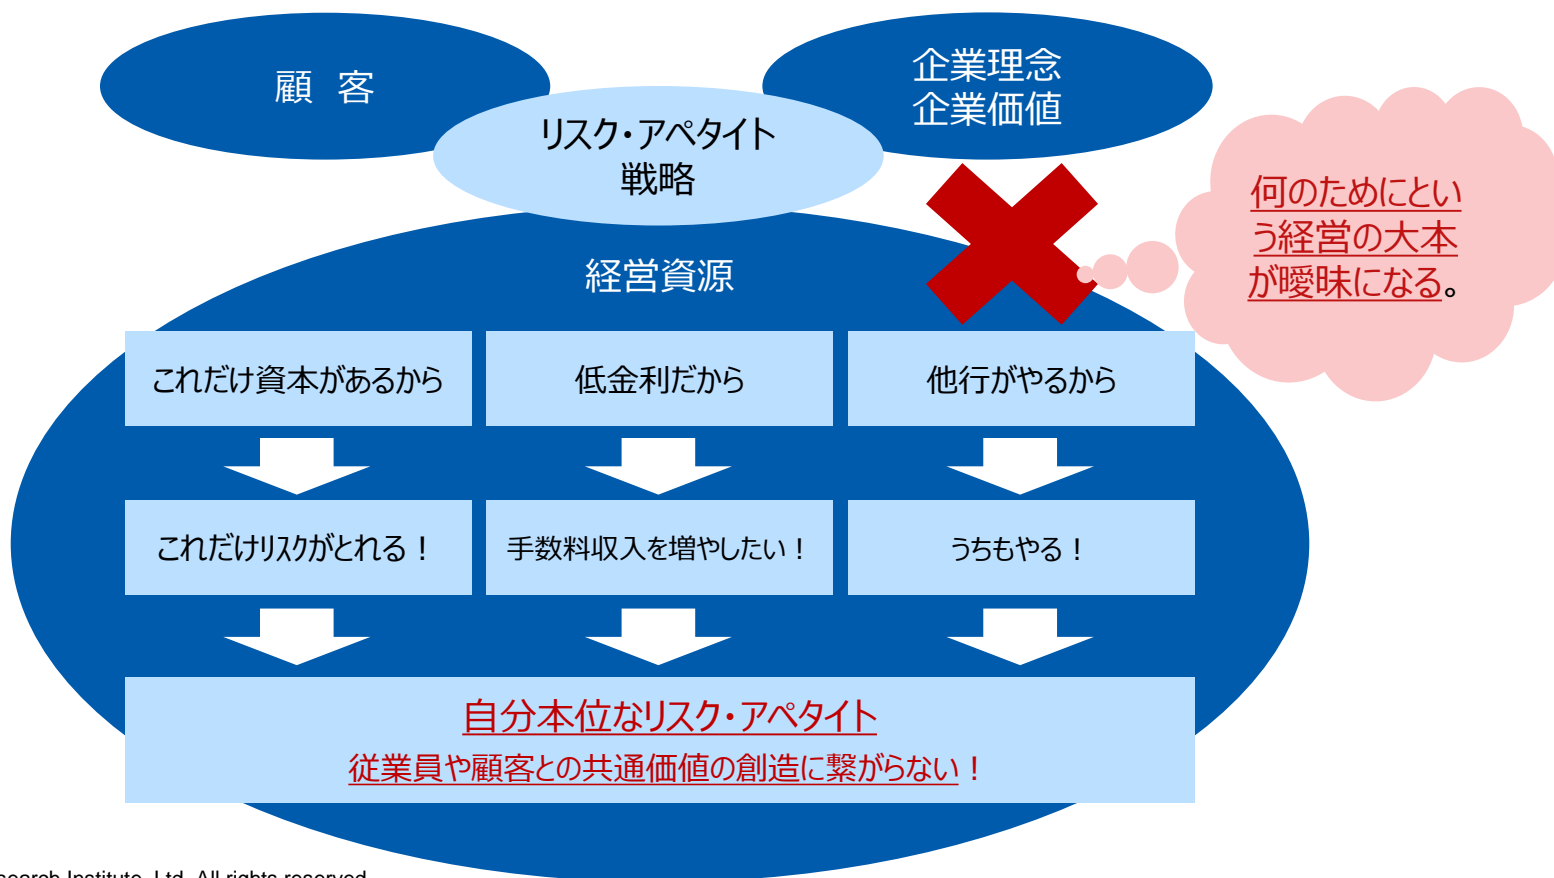 顧 客
企業理念
企業価値
リスク・アペタイト
戦略
何のためにとい
う経営の大本
が曖昧になる。
経営資源
これだけ資本があるから
低金利だから
他行がやるから
これだけリスクがとれる！
手数料収入を増やしたい！
うちもやる！
自分本位なリスク・アペタイト
従業員や顧客との共通価値の創造に繋がらない！
Institute, Ltd. All rights reserved